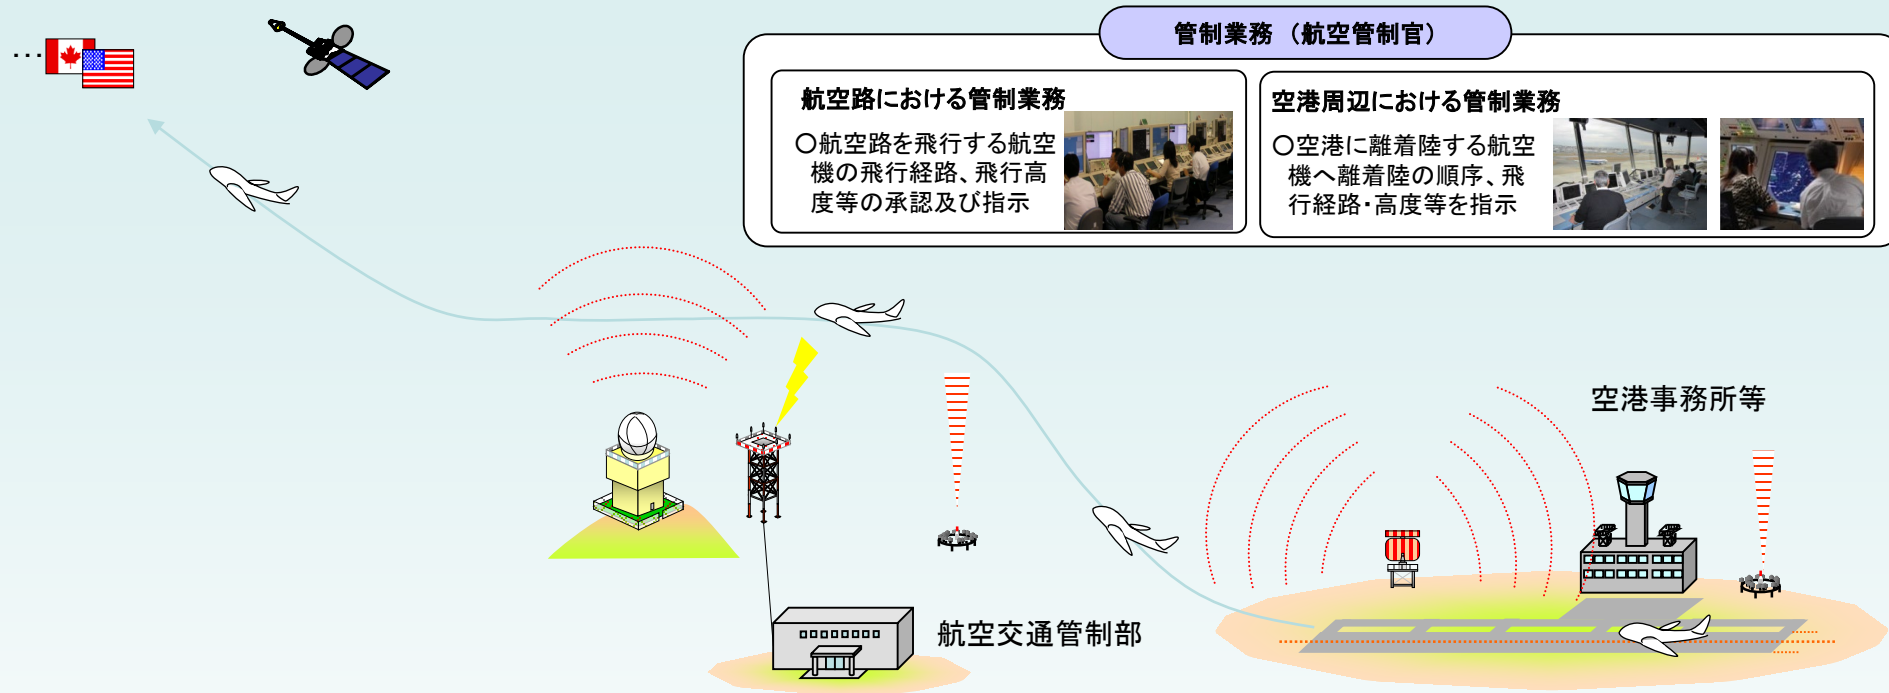 …
管制業務（航空管制官）
航空路における管制業務
○航空路を飛行する航空
機の飛行経路、飛行高
度等の承認及び指示
空港周辺における管制業務
○空港に離着陸する航空
機へ離着陸の順序、飛
行経路・高度等を指示
空港事務所等
航空交通管制部